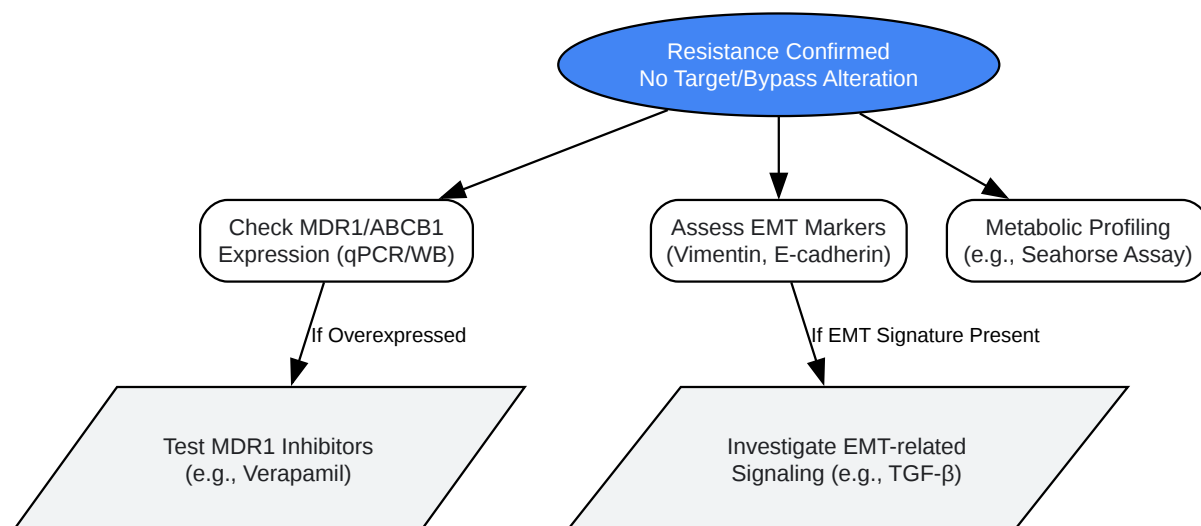 Resistance Confirmed
No Target/Bypass Alteration
Check MDR1/ABCB1
Expression (qPCR/WB)
Assess EMT Markers
(Vimentin, E-cadherin)
Metabolic Profiling
(e.g., Seahorse Assay)
If Overexpressed
If EMT Signature Present
Test MDR1 Inhibitors
(e.g., Verapamil)
Investigate EMT-related
Signaling (e.g., TGF-β)